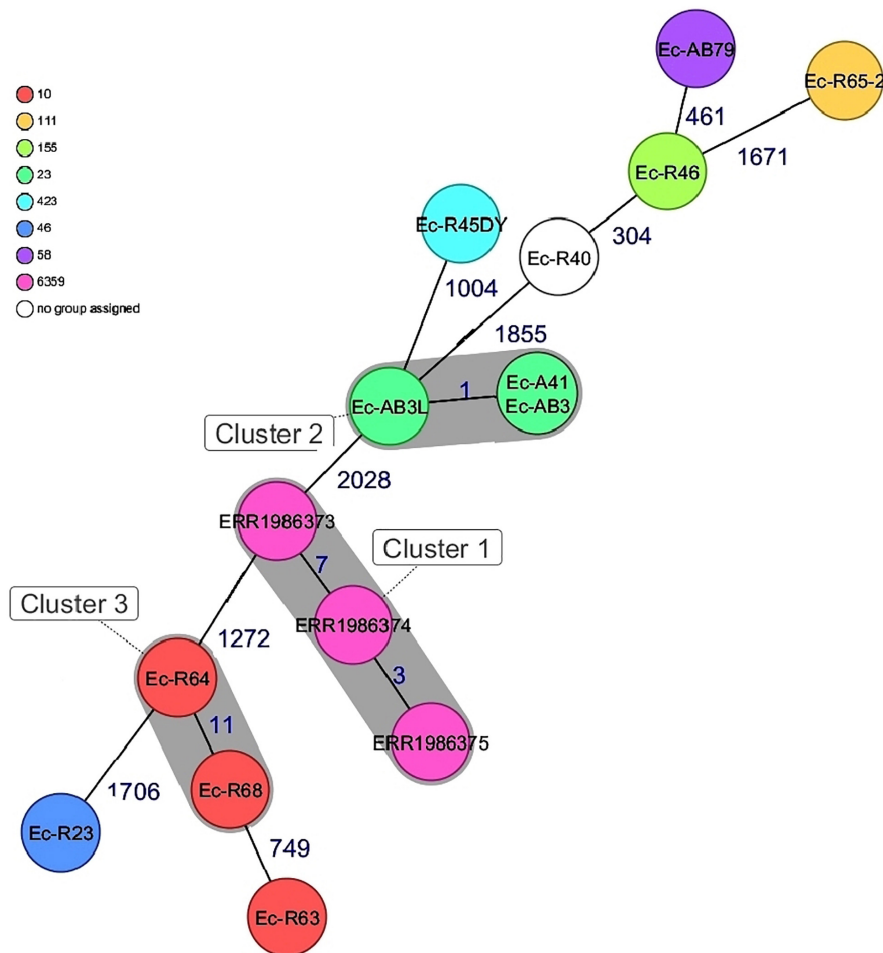 10
111
155
23
423
46
58
6359
no group assigned
Ec-AB79
Ec-R65-2
461
1671
Ec-R46
304
Ec-R45DY
Ec-R40
1004
1855
Ec-AB3L
1
Ec-A41
Ec-AB3
Cluster 2
2028
ERR1986373
7
Cluster 1
ERR1986374
Cluster 3
1272
3
Ec-R64
11
ERR1986375
1706
Ec-R68
Ec-R23
749
Ec-R63